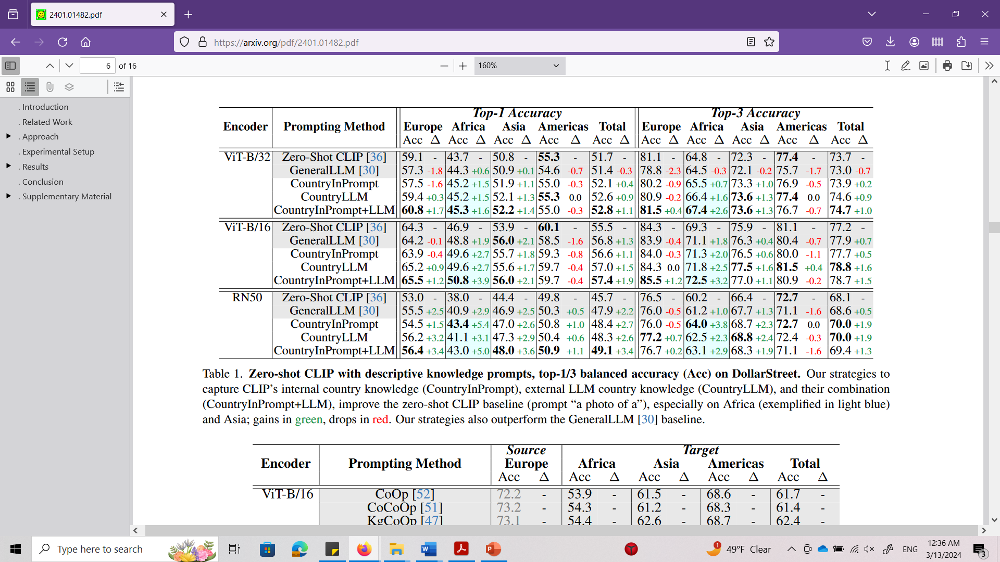 2401.01482.pdf
https://arxiv.org/pdf/2401.01482.pdf
6 of 16
160%
. Introduction
. Related Work
. Approach
. Experimental Setup
. Results
. Conclusion
. Supplementary Material
Top-1 Accuracy Top-3 Accuracy
Encoder Prompting Method Europe Africa Asia Americas Total Europe Africa Asia Americas Total
Acc Δ Acc Δ Acc Δ Acc Δ Acc Δ Acc Δ Acc Δ Acc Δ Acc Δ Acc Δ
ViT-B/32 Zero-Shot CLIP [36] 59.1 - 43.7 - 50.8 - 55.3 - 51.7 - 81.1 - 64.8 - 72.3 - 77.4 - 73.7 -
GeneralLLM [30] 57.3 -1.8 44.3 +0.6 50.9 +0.1 54.6 -0.7 51.4 -0.3 78.8 -2.3 64.5 -0.3 72.1 -0.2 75.7 -1.7 73.0 -0.7
CountryInPrompt 57.5 -1.6 45.2 +1.5 51.9 +1.1 55.0 -0.3 52.1 +0.4 80.2 -0.9 65.5 +0.7 73.3 +1.0 76.9 -0.5 73.9 +0.2
CountryLLM 59.4 +0.3 45.2 +1.5 52.1 +1.3 55.3 0.0 52.6 +0.9 80.9 -0.2 66.4 +1.6 73.6 +1.3 77.4 0.0 74.6 +0.9
CountryInPrompt+LLM 60.8 +1.7 45.3 +1.6 52.2 +1.4 55.0 -0.3 52.8 +1.1 81.5 +0.4 67.4 +2.6 73.6 +1.3 76.7 -0.7 74.7 +1.0
ViT-B/16 Zero-Shot CLIP [36] 64.3 - 46.9 - 53.9 - 60.1 - 55.5 - 84.3 - 69.3 - 75.9 - 81.1 - 77.2 -
GeneralLLM [30] 64.2 -0.1 48.8 +1.9 56.0 +2.1 58.5 -1.6 56.8 +1.3 83.9 -0.4 71.1 +1.8 76.3 +0.4 80.4 -0.7 77.9 +0.7
CountryInPrompt 63.9 -0.4 49.6 +2.7 55.7 +1.8 59.3 -0.8 56.6 +1.1 84.0 -0.3 71.3 +2.0 76.5 +0.6 80.0 -1.1 77.7 +0.5
CountryLLM 65.2 +0.9 49.6 +2.7 55.6 +1.7 59.7 -0.4 57.0 +1.5 84.3 0.0 71.8 +2.5 77.5 +1.6 81.5 +0.4 78.8 +1.6
CountryInPrompt+LLM 65.5 +1.2 50.8 +3.9 56.0 +2.1 59.7 -0.4 57.4 +1.9 85.5 +1.2 72.5 +3.2 77.0 +1.1 80.9 -0.2 78.7 +1.5
RN50 Zero-Shot CLIP [36] 53.0 - 38.0 - 44.4 - 49.8 - 45.7 - 76.5 - 60.2 - 66.4 - 72.7 - 68.1 -
GeneralLLM [30] 55.5 +2.5 40.9 +2.9 46.9 +2.5 50.3 +0.5 47.9 +2.2 76.0 -0.5 61.2 +1.0 67.7 +1.3 71.1 -1.6 68.6 +0.5
CountryInPrompt 54.5 +1.5 43.4 +5.4 47.0 +2.6 50.8 +1.0 48.4 +2.7 76.0 -0.5 64.0 +3.8 68.7 +2.3 72.7 0.0 70.0 +1.9
CountryLLM 56.2 +3.2 41.1 +3.1 47.3 +2.9 50.4 +0.6 48.3 +2.6 77.2 +0.7 62.5 +2.3 68.8 +2.4 72.4 -0.3 70.0 +1.9
CountryInPrompt+LLM 56.4 +3.4 43.0 +5.0 48.0 +3.6 50.9 +1.1 49.1 +3.4 76.7 +0.2 63.1 +2.9 68.3 +1.9 71.1 -1.6 69.4 +1.3
Table 1. Zero-shot CLIP with descriptive knowledge prompts, top-1/3 balanced accuracy (Acc) on DollarStreet. Our strategies to
capture CLIP's internal country knowledge (CountryInPrompt), external LLM country knowledge (CountryLLM), and their combination
(CountryInPrompt+LLM), improve the zero-shot CLIP baseline (prompt “a photo of a”), especially on Africa (exemplified in light blue)
and Asia; gains in green, drops in red. Our strategies also outperform the GeneralLLM [30] baseline.
Source Target
Encoder Prompting Method Europe Africa Asia Americas Total
Acc Δ Acc Δ Acc Δ Acc Δ Acc Δ
ViT-B/16 CoOp [52] 72.2 - 53.9 - 61.5 - 68.6 - 61.7 -
CoCoOp [51] 73.2 - 54.3 - 61.2 - 68.3 - 61.4 -
KgCoOp [47] 73.1 - 54.4 - 62.6 - 68.7 - 62.4 -
Type here to search
1
49°F Clear
ENG
12:36 AM
3/13/2024
3